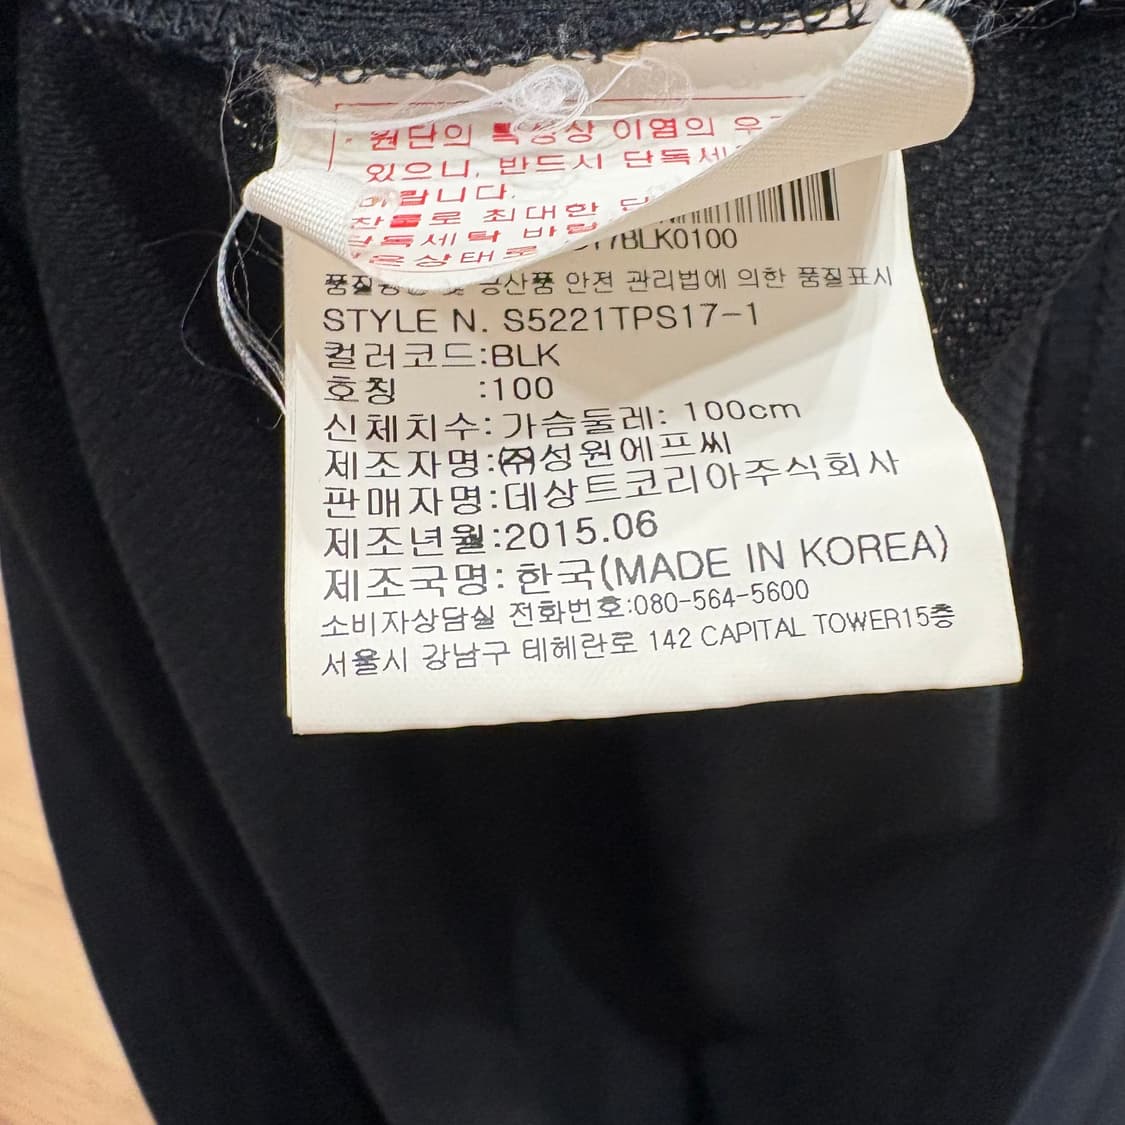 원단의 특성상 이염의 우
있으니, 반드시 단독세
바랍니다.
찬물로 최대한 단
단독세탁 바랍
상태로
17BLK0100
품질경영 및 공산품 안전 관리법에 의한 품질표시
STYLE N. S5221TPS17-1
컬러코드:BLK
호칭 :100
신체치수:가슴둘레: 100cm
제조자명:㈜성원에프씨
판매자명:데상트코리아주식회사
제조년월:2015.06
제조국명:한국(MADE IN KOREA)
소비자상담실 전화번호:080-564-5600
서울시 강남구 테헤란로 142 CAPITAL TOWER15층